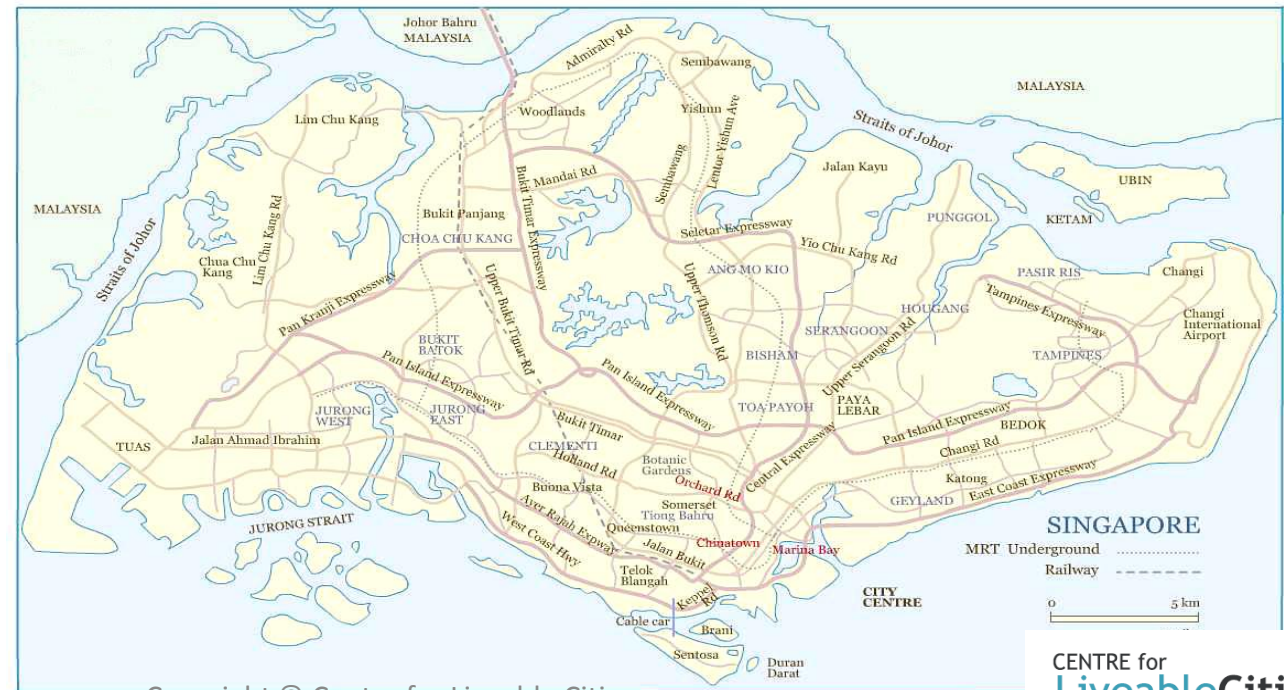 Johor Bahru
MALAYSIA
Admiralty Rd
Sembawang
MALAYSIA
Woodlands
Yishun
Lim Chu Kang
Straits of Johor
Lentor Yishun Ave
Sembawang
Jalan Kayu
Mandai Rd
UBIN
MALAYSIA
Bukit Panjang
PUNGGOL
KETAM
Straits of Johor
Lim Chu Kang Rd
CHOA CHU KANG
Bukit Timar Expressway
Seletar Expressway
Yio Chu Kang Rd
Chua Chu
Kang
ANG MO KIO
PASIR RIS
Changi
Pan Kranji Expressway
Upper Bukit Timar Rd
Upper Thomson Rd
HOUGANG
Tampines Expressway
Changi
International
Airport
SERANGOON
Upper Serangoon Rd
BUKIT
BATOK
BISHAM
TAMPINES
Pan Island Expressway
Pan Island Expressway
JURONG
WEST
JURONG
EAST
TOA PAYOH
PAYA
LEBAR
Pan Island Expressway
BEDOK
TUAS
Jalan Ahmad Ibrahim
Bukit Timar
CLEMENTI
Holland Rd
Botanic
Gardens
Central Expressway
Changi Rd
Katong
East Coast Expressway
Buona Vista
Orchard Rd
Somerset
GEYLAND
Ayer Rajah Expway
Tiong Bahru
Queenstown
JURONG STRAIT
West Coast Hwy
Jalan Bukit
Chinatown
Marina Bay
SINGAPORE
MRT Underground
Railway
Telok
Blangah
Keppel
Rd
CITY
CENTRE
0 5 km
Cable car
Brani
Sentosa
Duran
Darat
CENTRE for